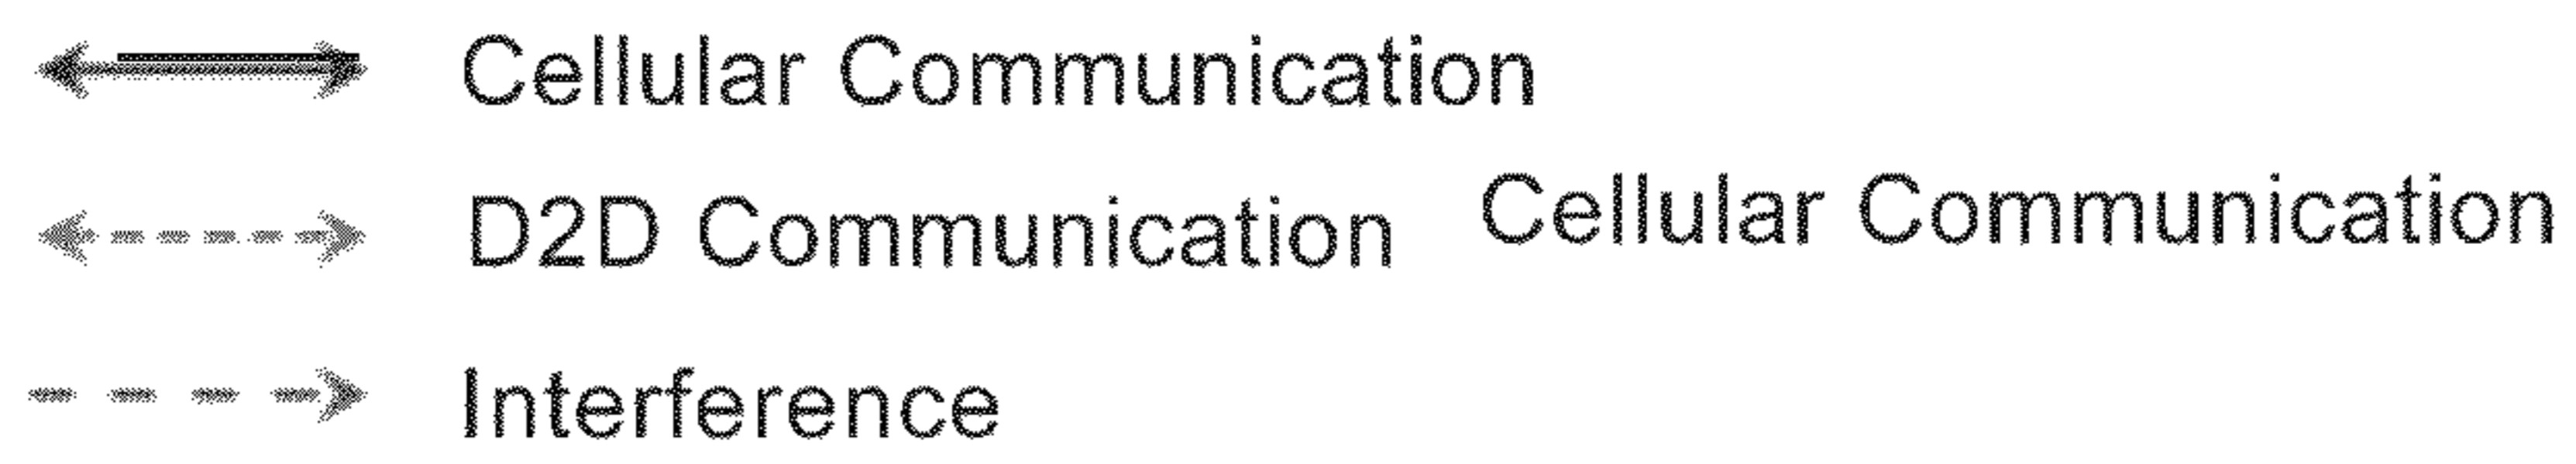 Cellular Communication
D2D Communication Cellular Communication
Interference